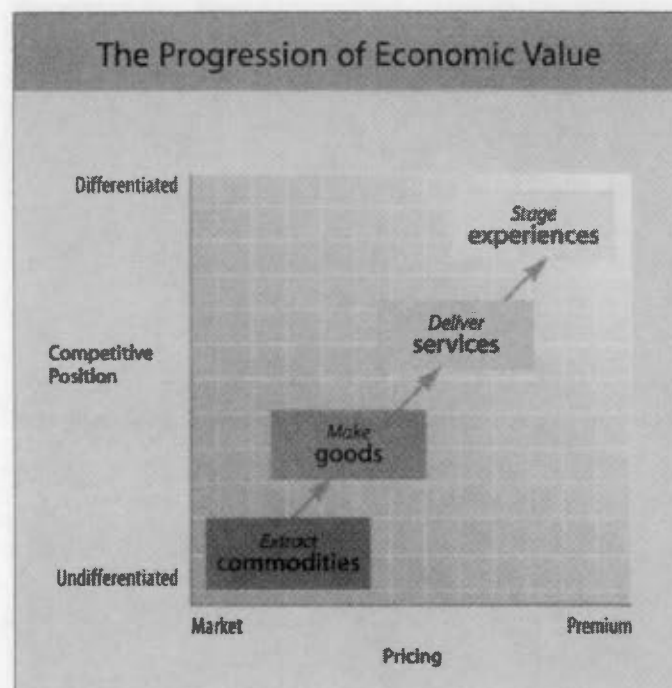 The Progression of Economic Value
Differentiated
Stage
experiences
Deliver
services
Competitive
Position
Make
goods
Extract
commodities
Undifferentiated
Market
Premium
Pricing